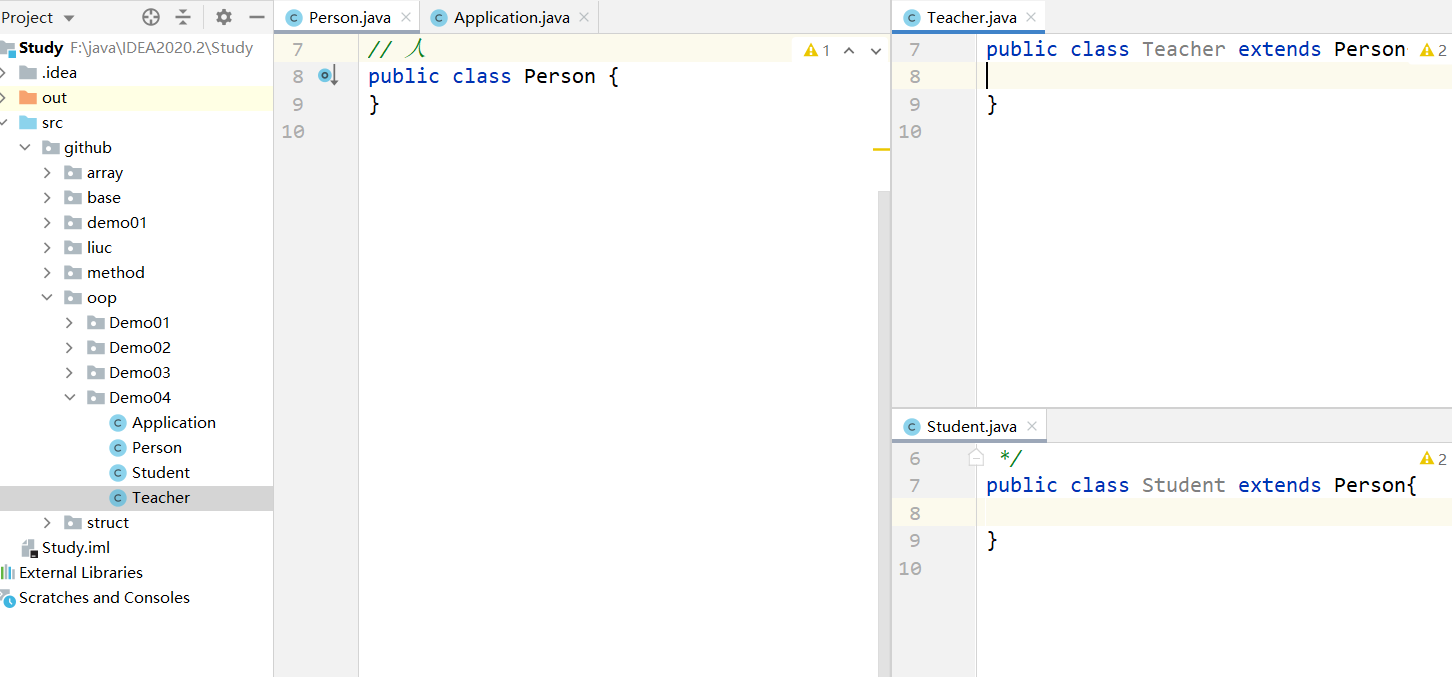 Project
Study F:\java\IDEA2020.2\Study
.idea
out
src
github
array
base
demo01
liuc
method
oop
Demo01
Demo02
Demo03
Demo04
Application
Person
Student
Teacher
struct
Study.iml
External Libraries
Scratches and Consoles
Person.java
Application.java
1
7 // 人
8 public class Person {
9 }
10
Teacher.java
2
7 public class Teacher extends Person
8
9 }
10
Student.java
2
6 */
7 public class Student extends Person{
8
9 }
10